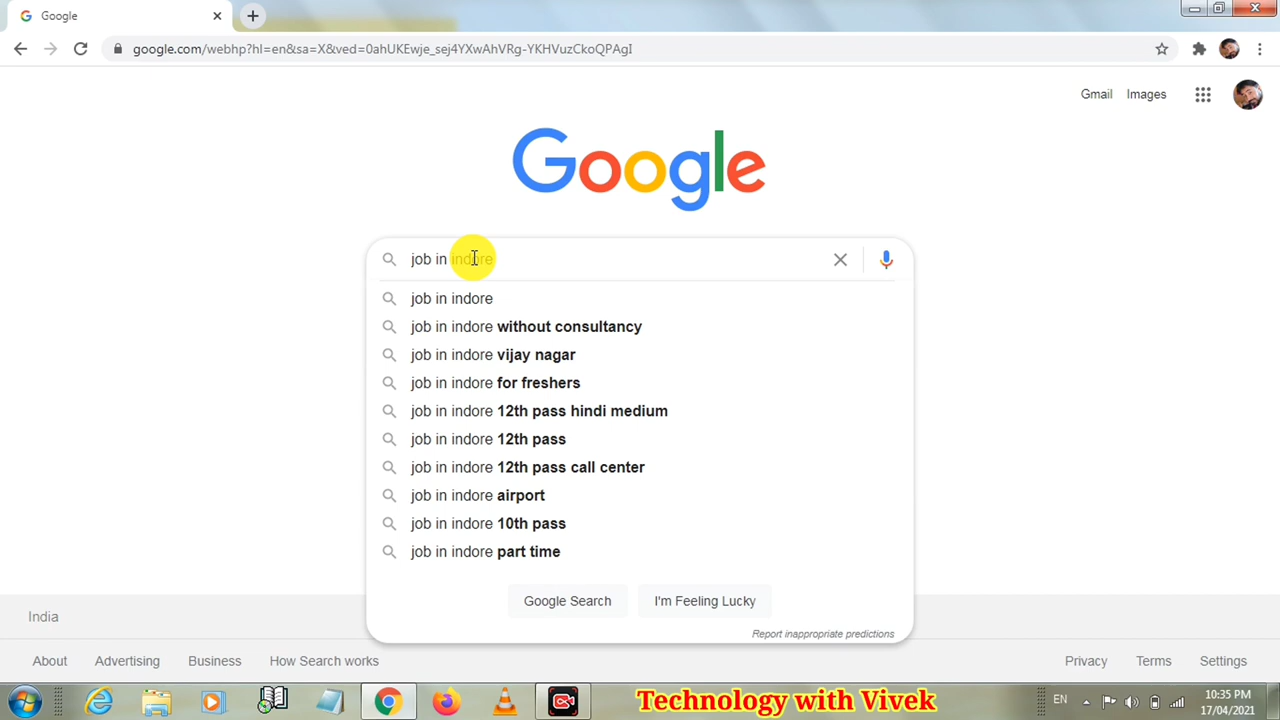 Google
google.com/webhp?hl=en&sa=X&ved=0ahUKEwje_sej4YXwAhVRg-YKHVuzCkoQPAgI
Gmail Images
Google
job in indore
job in indore
job in indore without consultancy
job in indore vijay nagar
job in indore for freshers
job in indore 12th pass hindi medium
job in indore 12th pass
job in indore 12th pass call center
job in indore airport
job in indore 10th pass
job in indore part time
Google Search I'm Feeling Lucky
Report inappropriate predictions
India
About Advertising Business How Search works Privacy Terms Settings
Technology with Vivek
EN
10:35 PM
17/04/2021